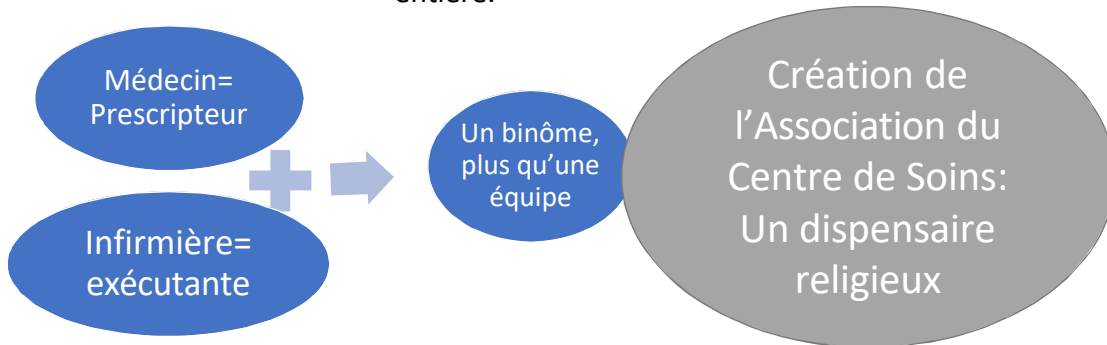 entière.
Médecin=
Prescripteur
Infirmière=
exécutante
Un binôme,
plus qu’une
équipe
Création de
l’Association du
Centre de Soins:
Un dispensaire
religieux